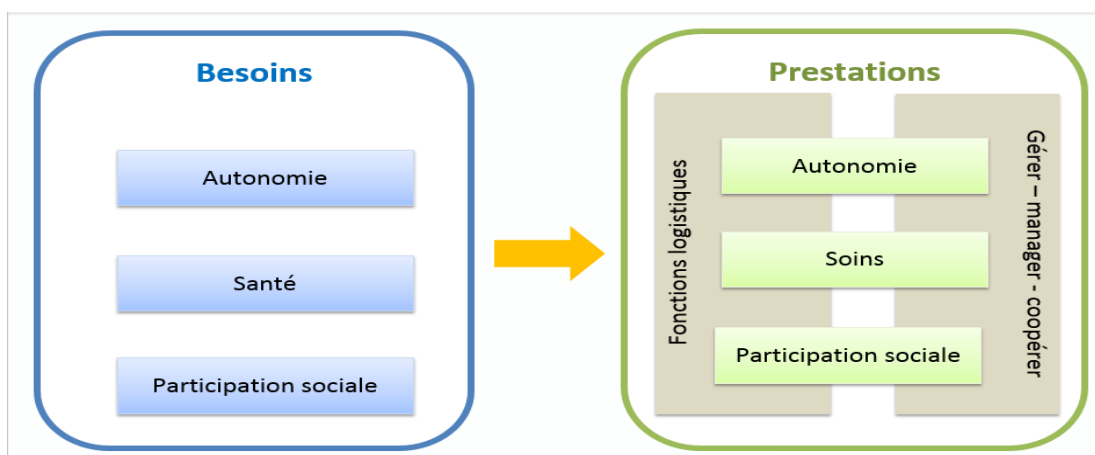 Besoins
Autonomie
Santé
Participation sociale
Prestations
Fonctions logistiques
Autonomie
Soins
Participation sociale
Gérer – manager - coopérer